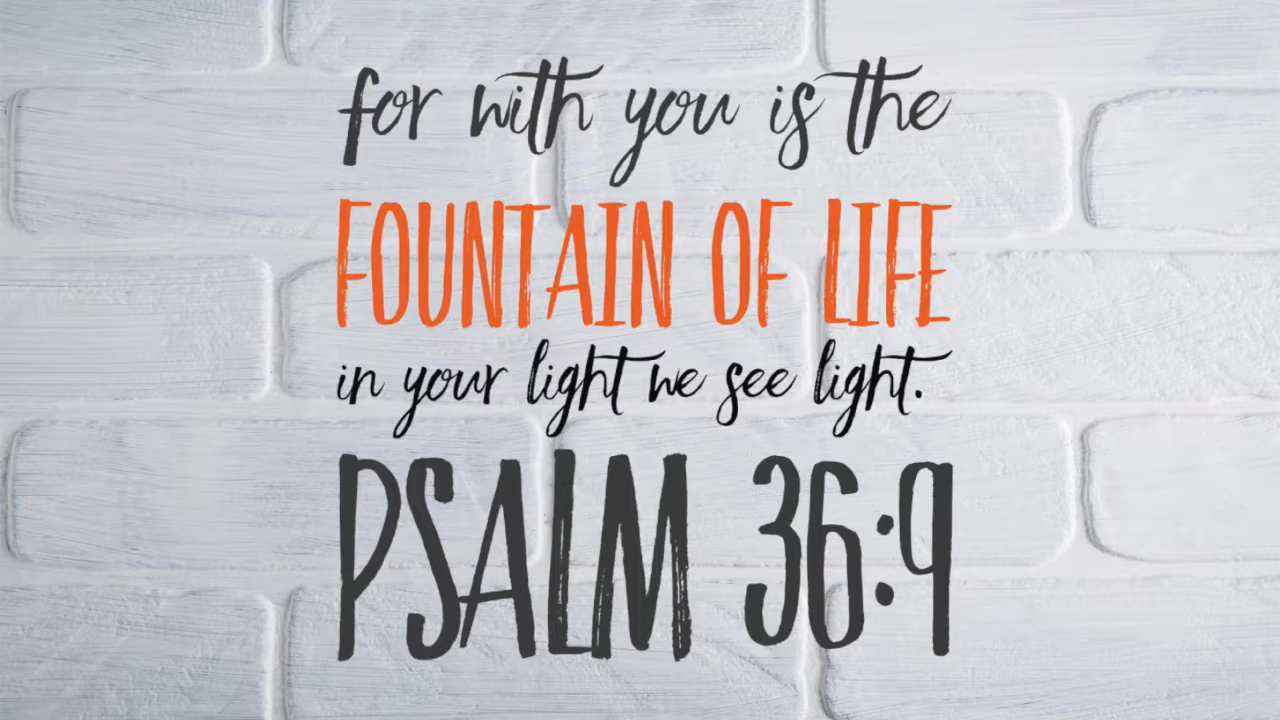 for with you is the
FOUNTAIN OF LIFE
in your light we see light.
PSALM 36:9